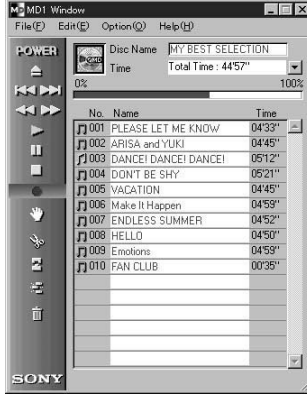 MD1 Window
File(F) Edit(E) Option(O) Help(H)
POWER
GMD
Disc Name MY BEST SELECTION
Time Total Time : 44'57"
0% 100%
No. Name Time
001 PLEASE LET ME KNOW 04'33"
002 ARISA and YUKI 04'45"
003 DANCE! DANCE! DANCE! 05'12"
004 DON'T BE SHY 05'21"
005 VACATION 04'45"
006 Make It Happen 04'59"
007 ENDLESS SUMMER 04'52"
008 HELLO 04'50"
009 Emotions 04'59"
010 FAN CLUB 00'35"
SONY